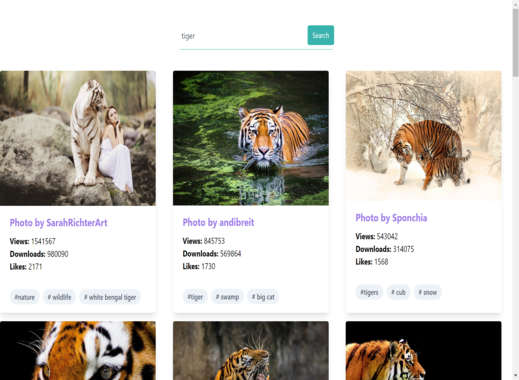 tiger
Search
Photo by SarahRichterArt
Views: 1541567
Downloads: 980090
Likes: 2171
#nature # wildlife # white bengal tiger
Photo by andibreit
Views: 845753
Downloads: 569864
Likes: 1730
#tiger # swamp # big cat
Photo by Sponchia
Views: 543042
Downloads: 314075
Likes: 1568
#tigers # cub # snow